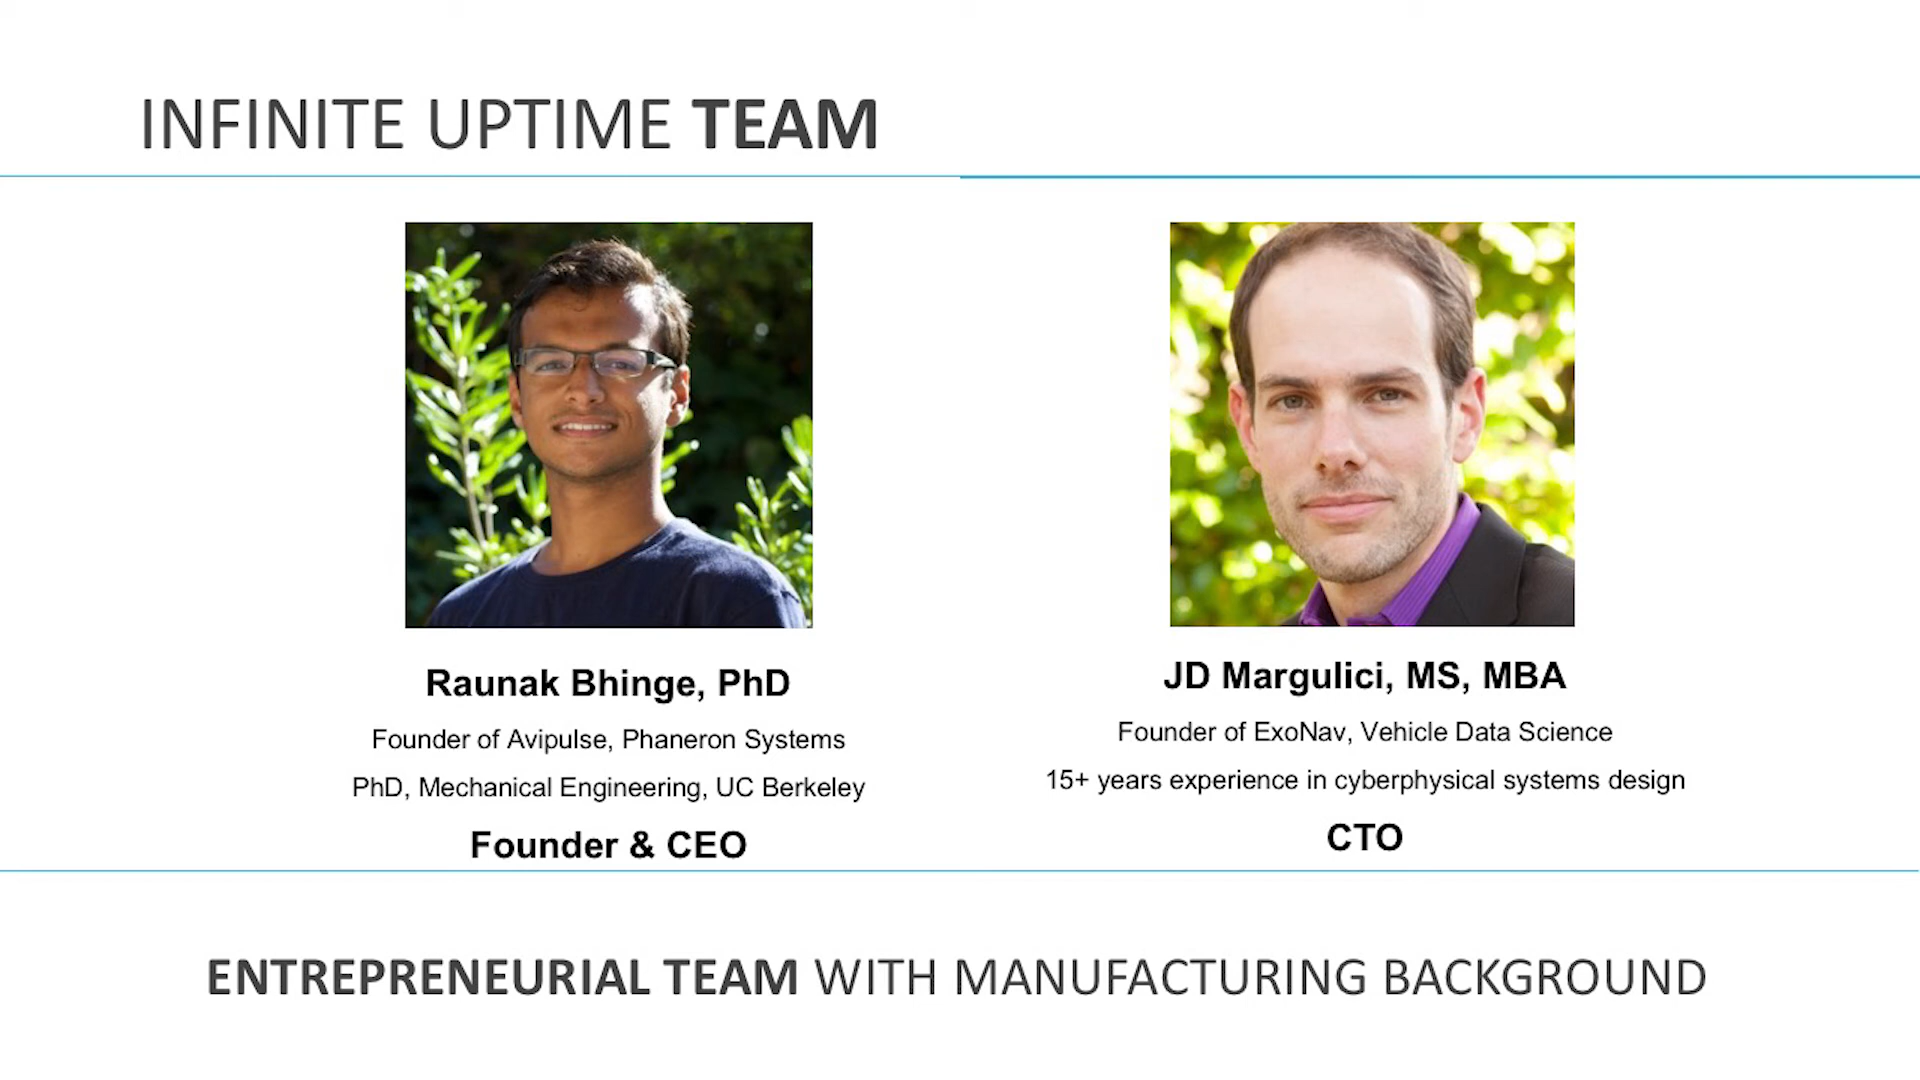 INFINITE UPTIME TEAM
Raunak Bhinge, PhD
Founder of Avipulse, Phaneron Systems
PhD, Mechanical Engineering, UC Berkeley
Founder & CEO
JD Margulici, MS, MBA
Founder of ExoNav, Vehicle Data Science
15+ years experience in cyberphysical systems design
CTO
ENTREPRENEURIAL TEAM WITH MANUFACTURING BACKGROUND